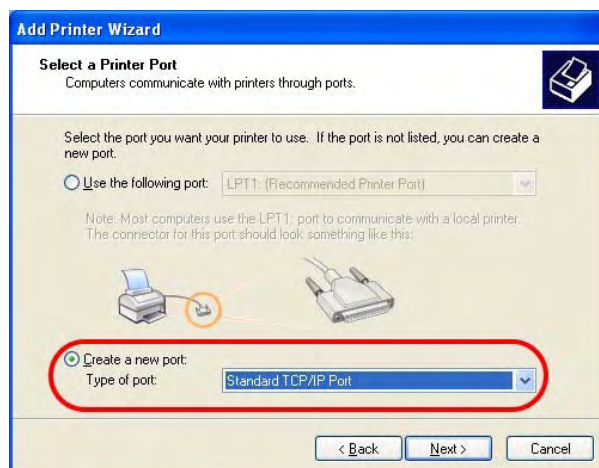 Add Printer Wizard
Select a Printer Port
Computers communicate with printers through ports.
Select the port you want your printer to use. If the port is not listed, you can create a
new port.
Use the following port: LPT1: (Recommended Printer Port)
Note: Most computers use the LPT1: port to communicate with a local printer.
The connector for this port should look something like this:
Create a new port:
Type of port: Standard TCP/IP Port
< Back Next > Cancel